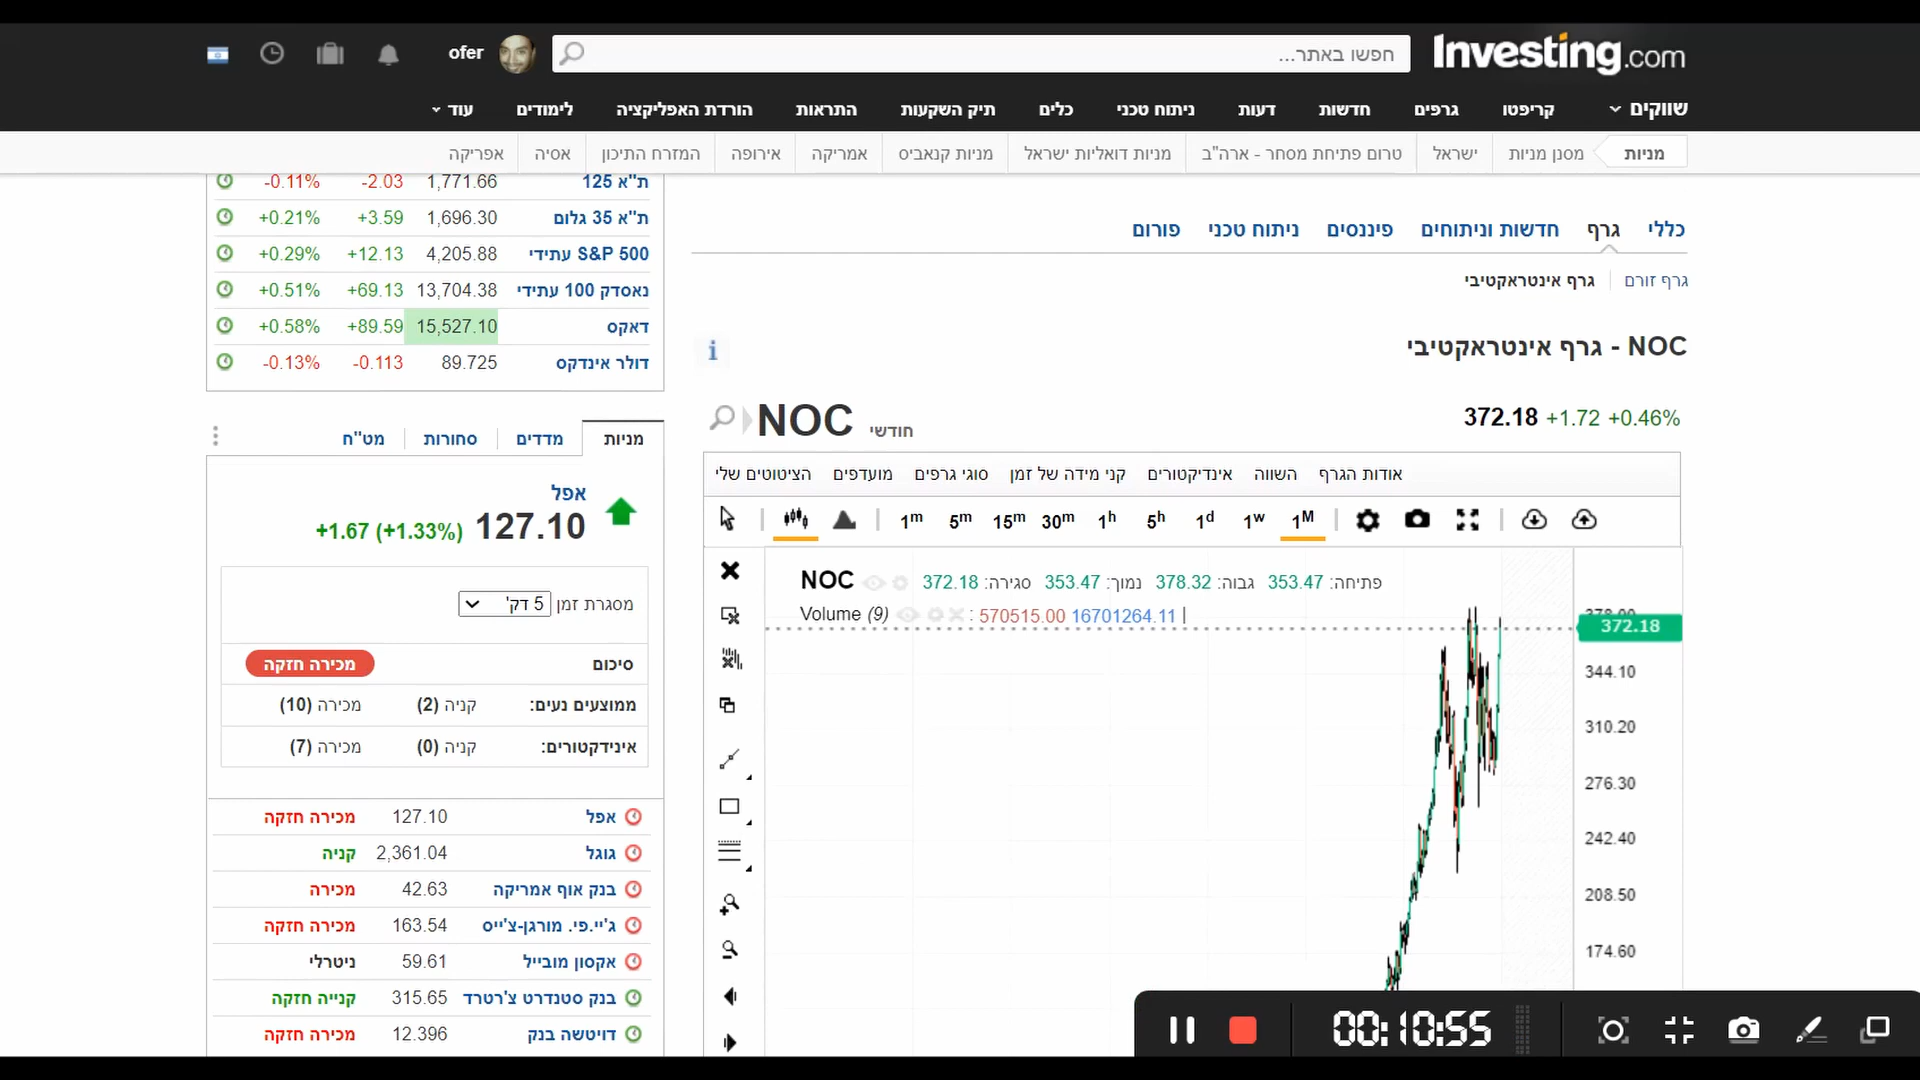 Investing.com
חפשו באתר...
ofer
שווקים
קריפטו
גרפים
חדשות
דעות
ניתוח טכני
כלים
תיק השקעות
התראות
הורדת האפליקציה
לימודים
עוד
מניות
מסנן מניות
ישראל
טרום פתיחת מסחר - ארה"ב
מניות דואליות ישראל
מניות קנאביס
אמריקה
אירופה
המזרח התיכון
אסיה
אפריקה
כללי
גרף
חדשות וניתוחים
פיננסים
ניתוח טכני
פורום
גרף זורם
גרף אינטראקטיבי
NOC - גרף אינטראקטיבי
i
NOC חודשי
372.18 +1.72 +0.46%
הציטוטים שלי
מועדפים
סוגי גרפים
קני מידה של זמן
אינדיקטורים
השווה
אודות הגרף
1m 5m 15m 30m 1h 5h 1d 1w 1M
NOC פתיחה: 353.47 גבוה: 378.32 נמוך: 353.47 סגירה: 372.18
Volume (9) : 570515.00 16701264.11 |
378.00
372.18
344.10
310.20
276.30
242.40
208.50
174.60
ת"א 125 1,771.66 -2.03 -0.11%
ת"א 35 גלום 1,696.30 +3.59 +0.21%
S&P 500 עתידי 4,205.88 +12.13 +0.29%
נאסדק 100 עתידי 13,704.38 +69.13 +0.51%
דאקס 15,527.10 +89.59 +0.58%
דולר אינדקס 89.725 -0.113 -0.13%
מניות
מדדים
סחורות
מט"ח
אפל
127.10 +1.67 (+1.33%)
מסגרת זמן 5 דק'
סיכום מכירה חזקה
ממוצעים נעים: קניה (2) מכירה (10)
אינידקטורים: קניה (0) מכירה (7)
אפל 127.10 מכירה חזקה
גוגל 2,361.04 קניה
בנק אוף אמריקה 42.63 מכירה
ג'יי.פי. מורגן-צ'ייס 163.54 מכירה חזקה
אקסון מובייל 59.61 ניטרלי
בנק סטנדרט צ'רטרד 315.65 קנייה חזקה
דויטשה בנק 12.396 מכירה חזקה
00:10:55